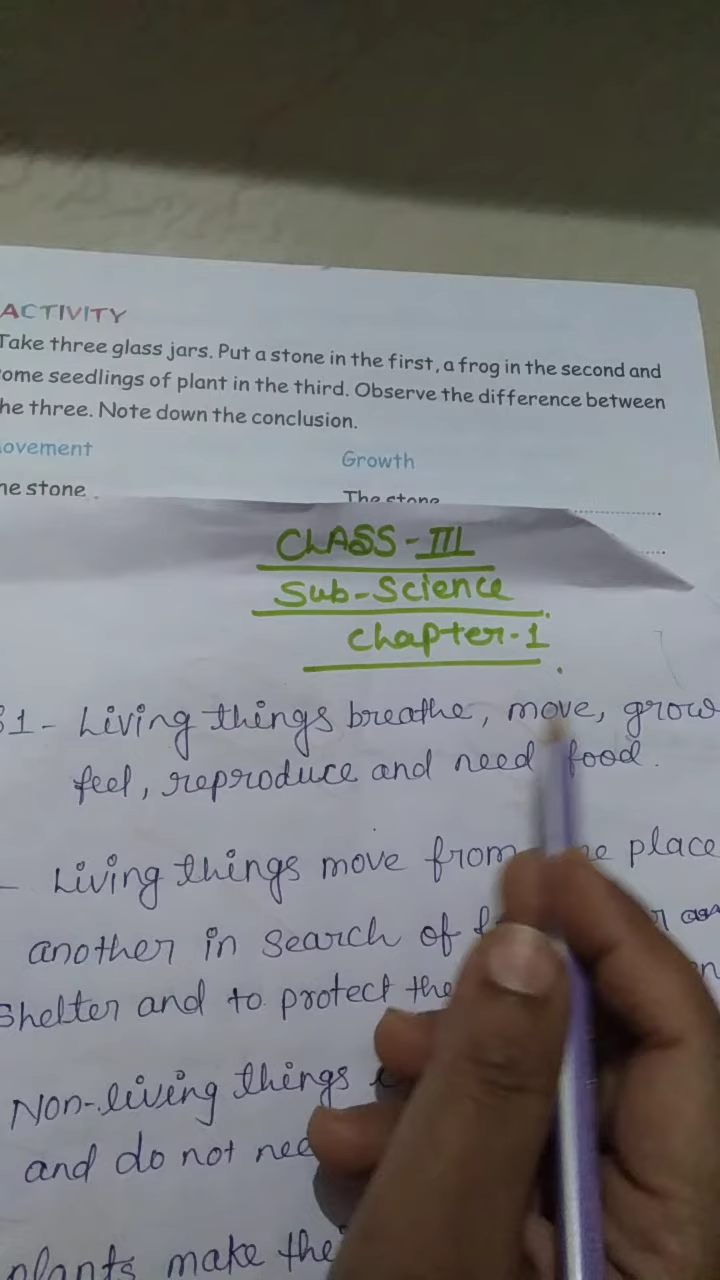 ACTIVITY
Take three glass jars. Put a stone in the first, a frog in the second and
ome seedlings of plant in the third. Observe the difference between
he three. Note down the conclusion.
ovement
Growth
he stone .
The stone
CLASS-III
Sub-Science
Chapter-1
1- Living things breathe, move, grow
feel, reproduce and need food.
- Living things move from place
another in search of
shelter and to protect the
Non-living things
and do not nee
plants make the